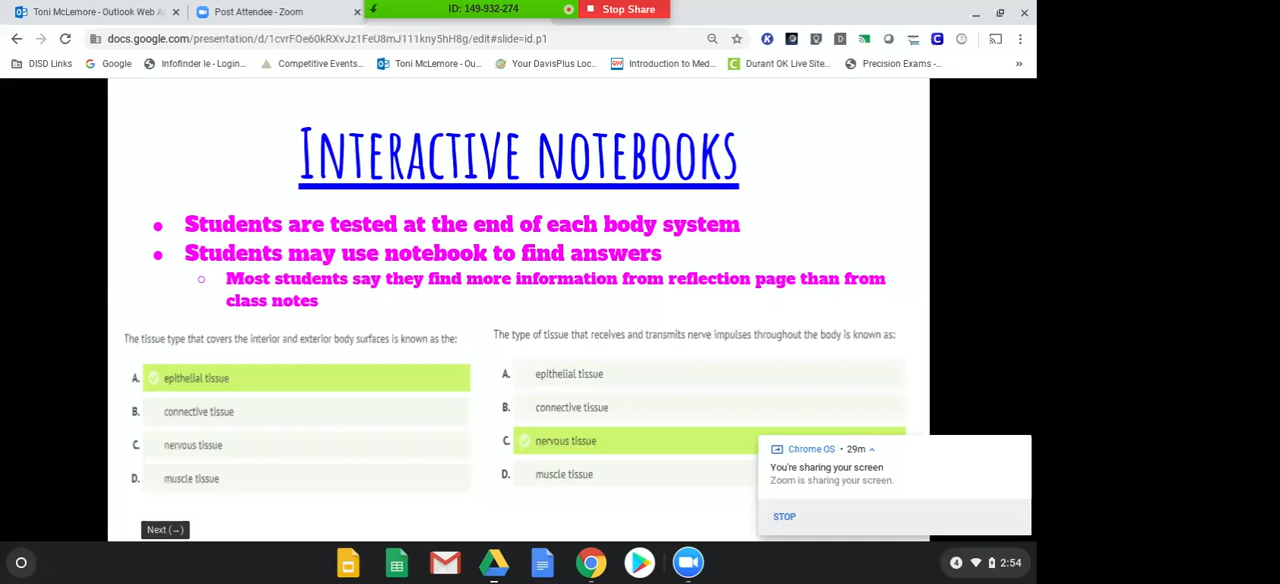 Toni McLemore - Outlook Web A
Post Attendee - Zoom
ID: 149-932-274
Stop Share
docs.google.com/presentation/d/1cvrFOe60kRXvJz1FeU8mJ111kny5hH8g/edit#slide=id.p1
DISD Links
Google
Infofinder le - Login...
Competitive Events...
Toni McLemore - Ou...
Your DavisPlus Loc...
Introduction to Med...
Durant OK Live Site...
Precision Exams -...
»
Interactive notebooks
• Students are tested at the end of each body system
• Students may use notebook to find answers
○ Most students say they find more information from reflection page than from
class notes
The tissue type that covers the interior and exterior body surfaces is known as the:
A. epithelial tissue
B. connective tissue
C. nervous tissue
D. muscle tissue
The type of tissue that receives and transmits nerve impulses throughout the body is known as:
A. epithelial tissue
B. connective tissue
C. nervous tissue
D. muscle tissue
Chrome OS • 29m
You're sharing your screen
Zoom is sharing your screen.
STOP
Next (→)
4
2:54